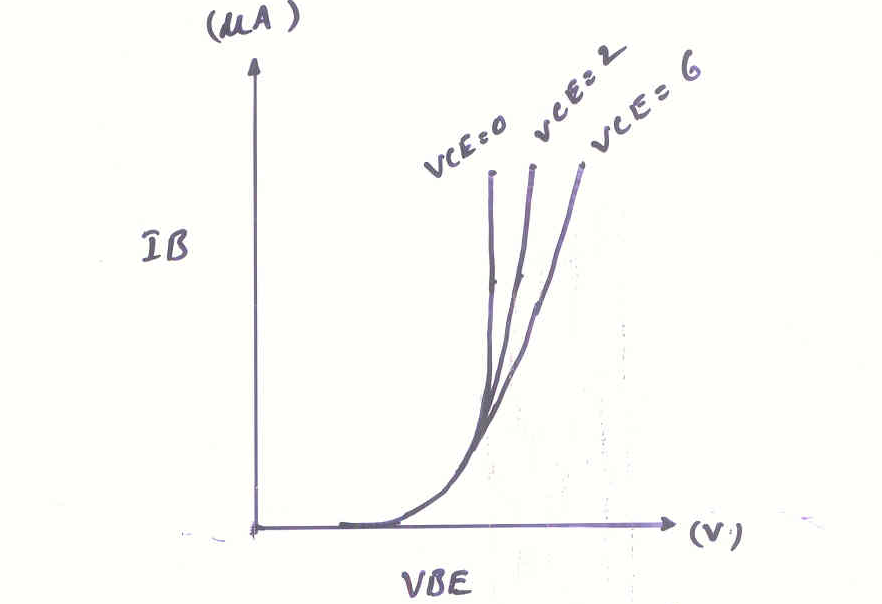 (μA)
VCE=0
VCE=2
VCE=6
IB
(V)
VBE